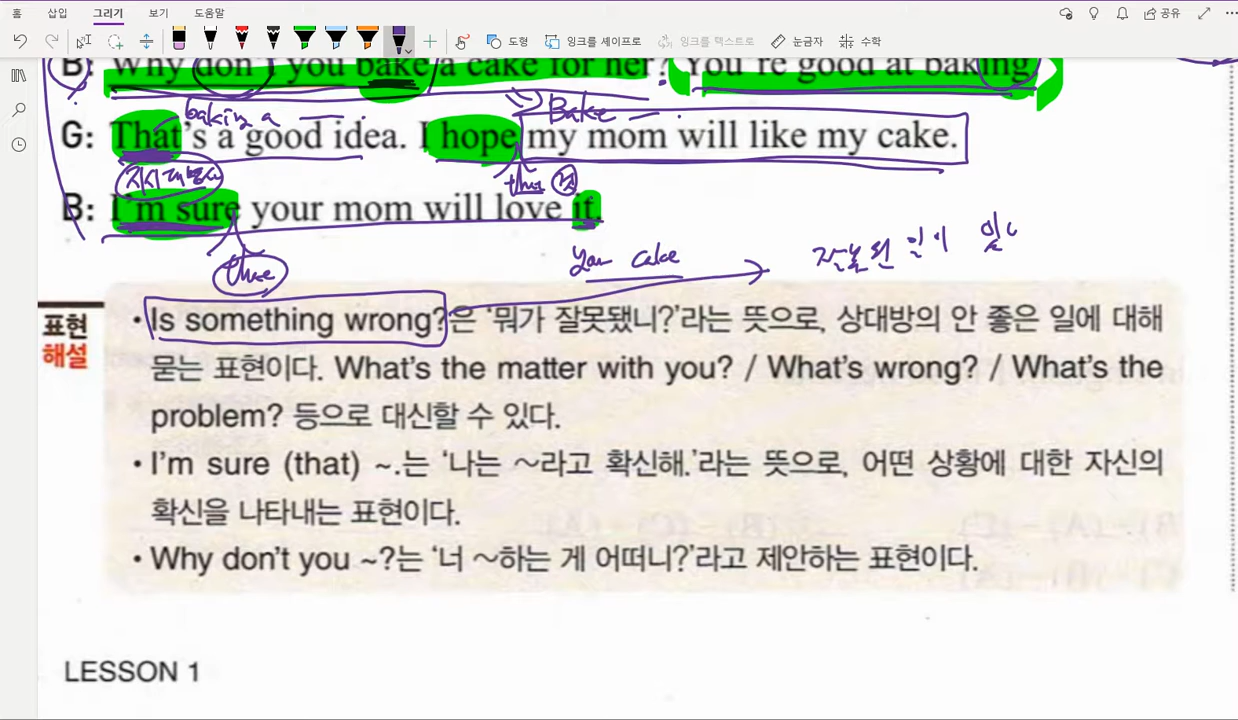 홈 삽입 그리기 보기 도움말 공유
도형 잉크를 셰이프로 잉크를 텍스트로 눈금자 수학
B: Why don't you bake a cake for her? You're good at baking.
baking a Bake
G: That's a good idea. I hope my mom will like my cake.
지시대명사 that 것
B: I'm sure your mom will love it.
that your cake 잘못된 일이 있니
표현 • Is something wrong?은 '뭐가 잘못됐니?'라는 뜻으로, 상대방의 안 좋은 일에 대해
해설 묻는 표현이다. What's the matter with you? / What's wrong? / What's the
problem? 등으로 대신할 수 있다.
• I'm sure (that) ~.는 '나는 ~라고 확신해.'라는 뜻으로, 어떤 상황에 대한 자신의
확신을 나타내는 표현이다.
• Why don't you ~?는 '너 ~하는 게 어떠니?'라고 제안하는 표현이다.
LESSON 1